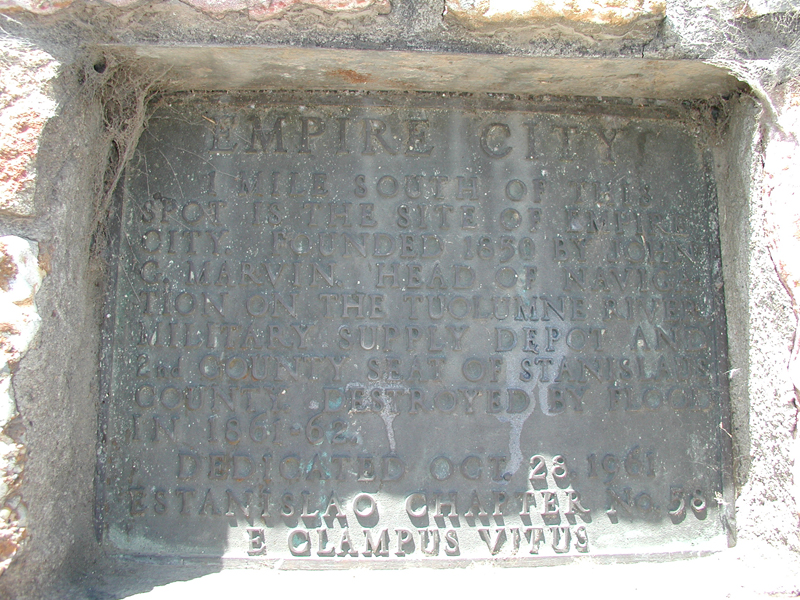 EMPIRE CITY
1 MILE SOUTH OF THIS
SPOT IS THE SITE OF EMPIRE
CITY. FOUNDED 1850 BY JOHN
C. MARVIN. HEAD OF NAVIGA-
TION ON THE TUOLUMNE RIVER
MILITARY SUPPLY DEPOT AND
2nd COUNTY SEAT OF STANISLAUS
COUNTY. DESTROYED BY FLOOD
IN 1861-62.
DEDICATED OCT. 28, 1961
ESTANISLAO CHAPTER No. 58
E CLAMPUS VITUS